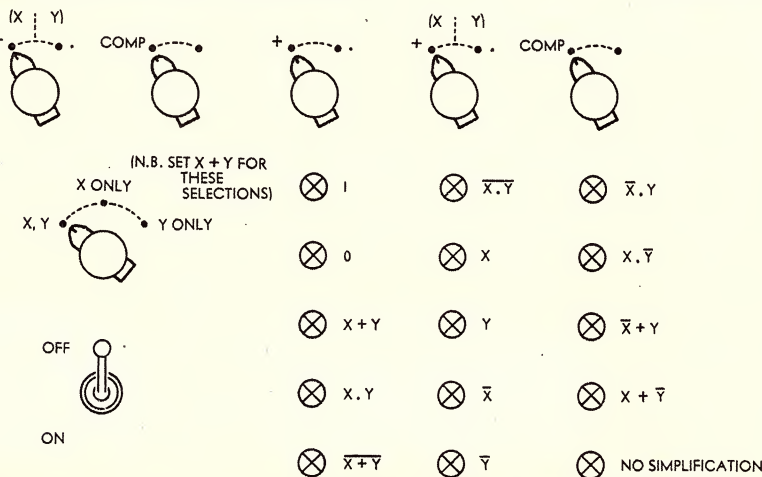 (X Y) (X Y)
. COMP + . + . COMP
(N.B. SET X + Y FOR
THESE
SELECTIONS)
X ONLY
X, Y Y ONLY
1 X̅.̅Y̅ X̅.Y
0 X X.Y̅
OFF X+Y Y X̅+Y
X.Y X̅ X + Y̅
ON
X̅+̅Y̅ Y̅ NO SIMPLIFICATION